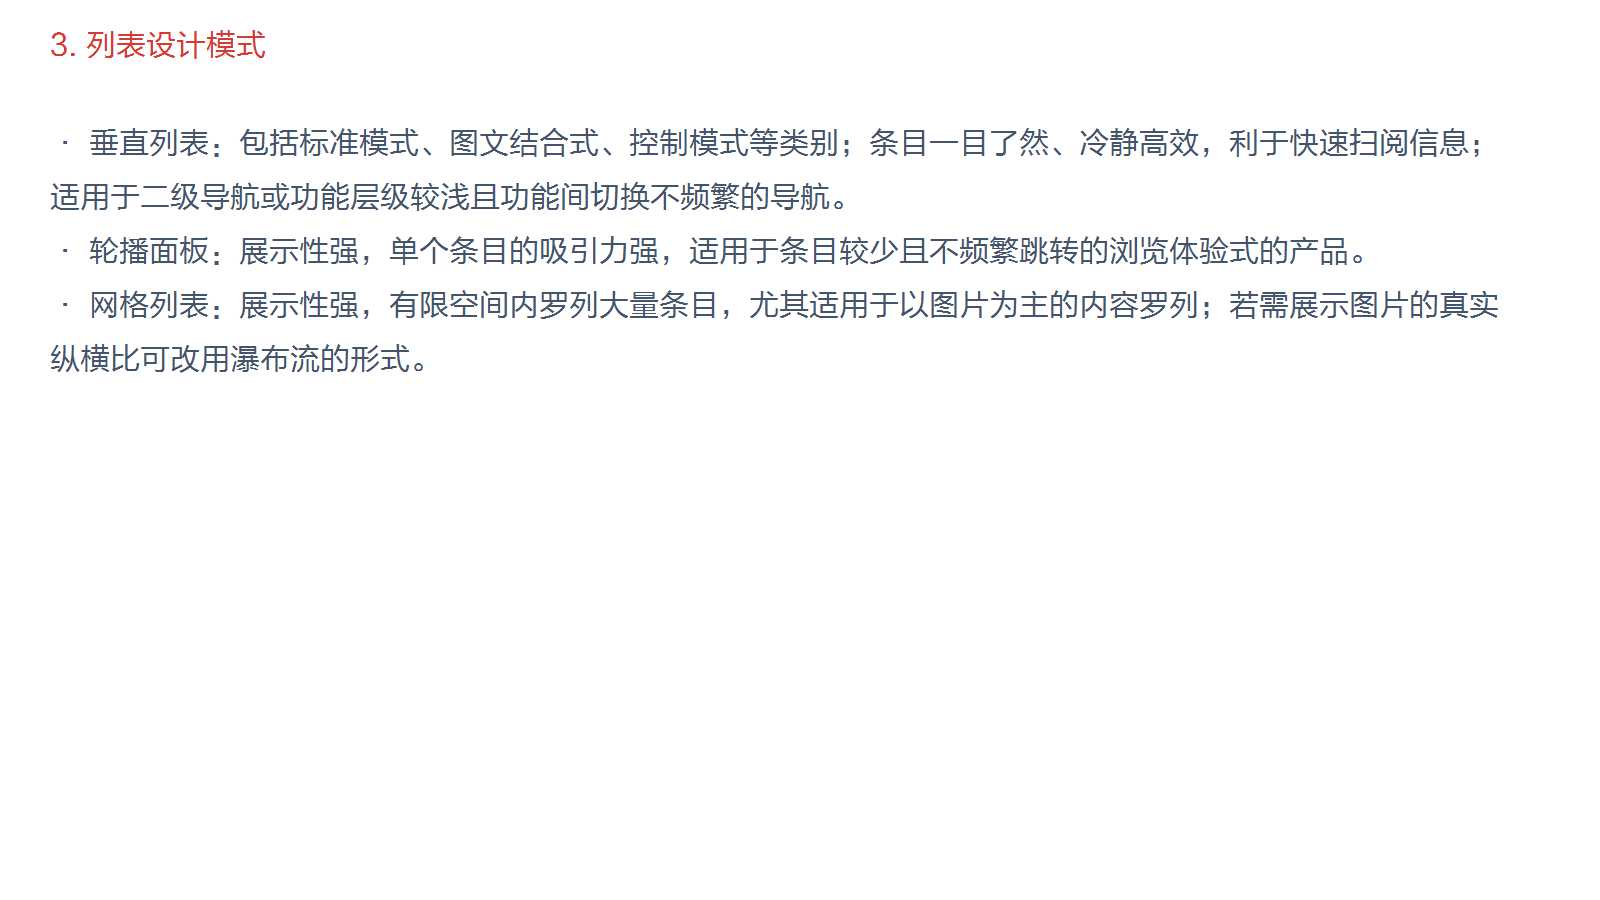 3. 列表设计模式
· 垂直列表：包括标准模式、图文结合式、控制模式等类别；条目一目了然、冷静高效，利于快速扫阅信息；
适用于二级导航或功能层级较浅且功能间切换不频繁的导航。
· 轮播面板：展示性强，单个条目的吸引力强，适用于条目较少且不频繁跳转的浏览体验式的产品。
· 网格列表：展示性强，有限空间内罗列大量条目，尤其适用于以图片为主的内容罗列；若需展示图片的真实
纵横比可改用瀑布流的形式。